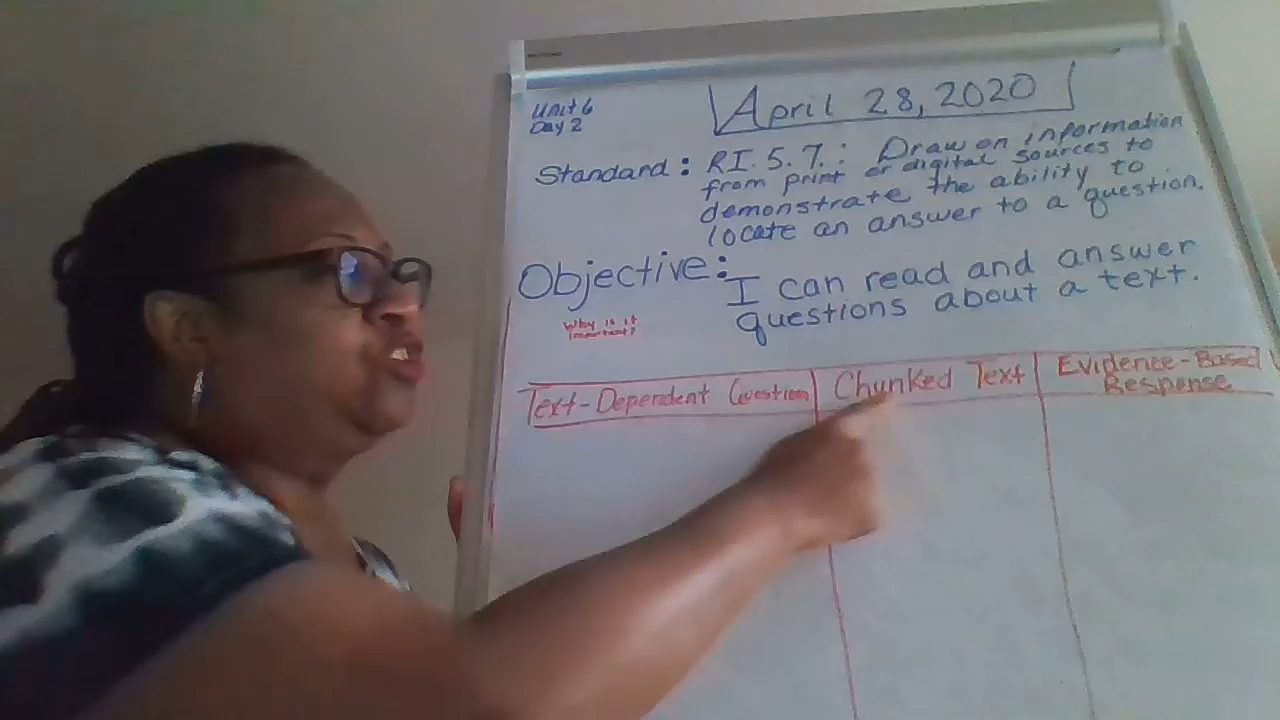 Unit 6
Day 2
April 28, 2020
Standard: RI.5.7.: Draw on information
from print or digital sources to
demonstrate the ability to
locate an answer to a question.
Objective: I can read and answer
questions about a text.
Why is it
important?
Text-Dependent Question
Chunked Text
Evidence-Based
Response